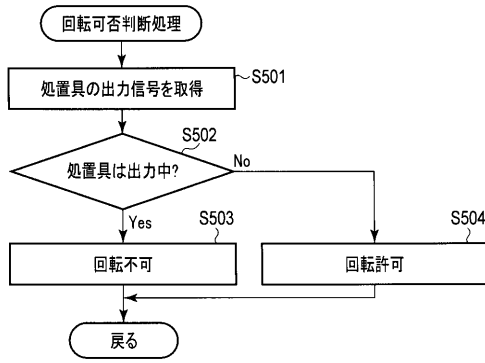 回転可否判断処理
処置具の出力信号を取得
S501
処置具は出力中?
S502
No
Yes
回転不可
S503
回転許可
S504
戻る